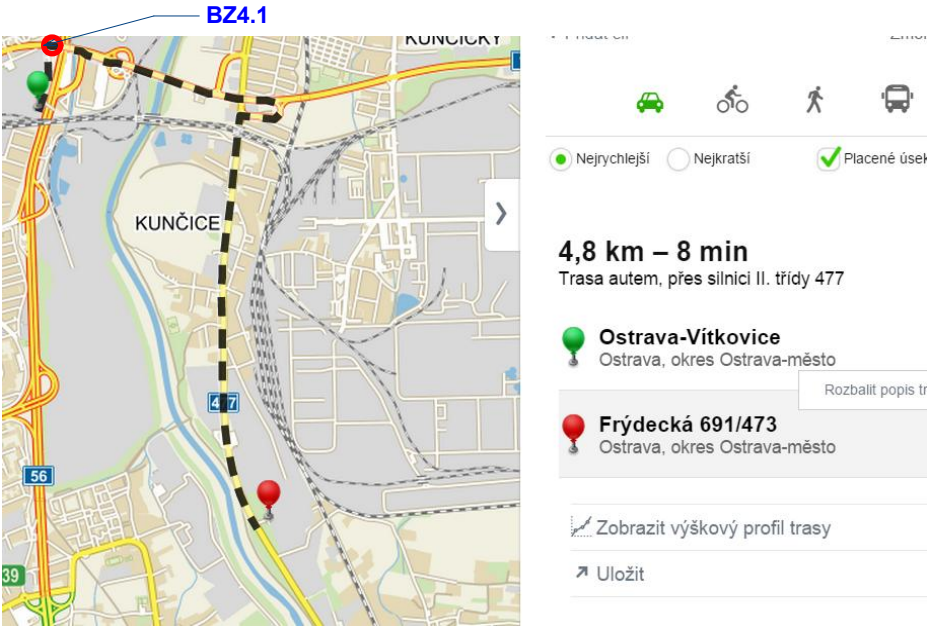 BZ4.1
KUNČIČKY
KUNČICE
477
56
39
Nejrychlejší
Nejkratší
Placené úsek
4,8 km – 8 min
Trasa autem, přes silnici II. třídy 477
Ostrava-Vítkovice
Ostrava, okres Ostrava-město
Rozbalit popis tr
Frýdecká 691/473
Ostrava, okres Ostrava-město
Zobrazit výškový profil trasy
Uložit